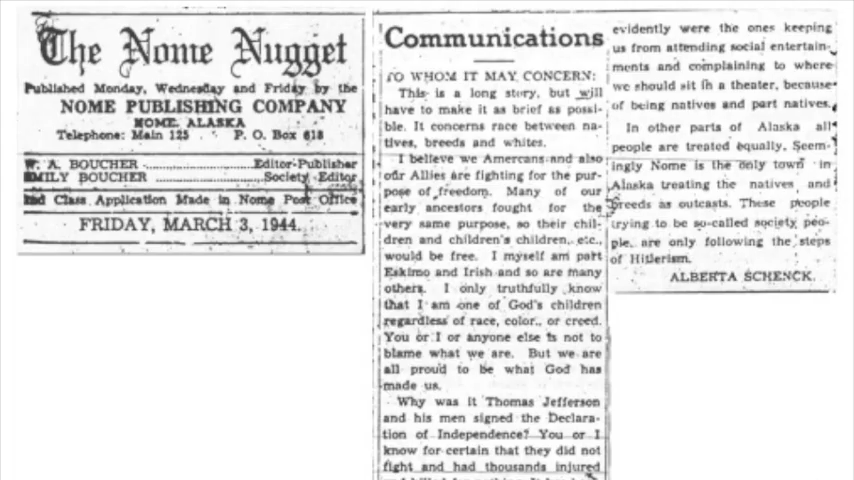 The Nome Nugget
Published Monday, Wednesday and Friday by the
NOME PUBLISHING COMPANY
NOME, ALASKA
Telephone: Main 125 P. O. Box 618
W. A. BOUCHER Editor-Publisher
EMILY BOUCHER Society Editor
2nd Class Application Made in Nome Post Office
FRIDAY, MARCH 3, 1944.
Communications
TO WHOM IT MAY CONCERN:
This is a long story, but will
have to make it as brief as possi-
ble. It concerns race between na-
tives, breeds and whites.
I believe we Amercans and also
our Allies are fighting for the pur-
pose of freedom. Many of our
early ancestors fought for the
very same purpose, so their chil-
dren and children's children, etc.,
would be free. I myself am part
Eskimo and Irish and so are many
others. I only truthfully know
that I am one of God's children
regardless of race, color, or creed.
You or I or anyone else is not to
blame what we are. But we are
all proud to be what God has
made us.
Why was it Thomas Jefferson
and his men signed the Declara-
tion of Independence? You or I
know for certain that they did not
fight and had thousands injured
evidently were the ones keeping
us from attending social entertain-
ments and complaining to where
we should sit in a theater, because
of being natives and part natives.
In other parts of Alaska all
people are treated equally. Seem-
ingly Nome is the only town in
Alaska treating the natives and
breeds as outcasts. These people
trying to be so-called society peo-
ple, are only following the steps
of Hitlerism.
ALBERTA SCHENCK.